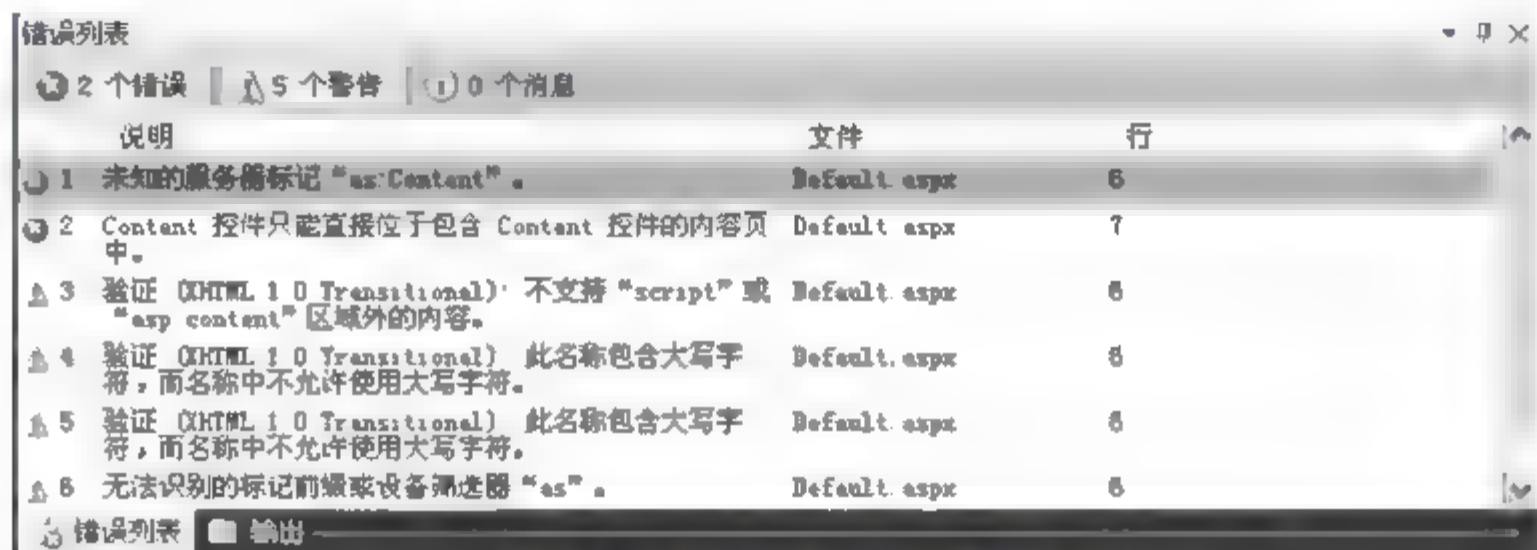 错误列表
2 个错误 5 个警告 0 个消息
说明 文件 行
1 未知的服务器标记“as:Content”。 Default.aspx 6
2 Content 控件只能直接位于包含 Content 控件的内容页 Default.aspx 7
中。
3 验证 (XHTML 1.0 Transitional): 不支持“script”或 Default.aspx 6
“asp:content”区域外的内容。
4 验证 (XHTML 1.0 Transitional): 此名称包含大写字 Default.aspx 6
符，而名称中不允许使用大写字符。
5 验证 (XHTML 1.0 Transitional): 此名称包含大写字 Default.aspx 6
符，而名称中不允许使用大写字符。
6 无法识别的标记前缀或设备筛选器“as”。 Default.aspx 6
错误列表 输出